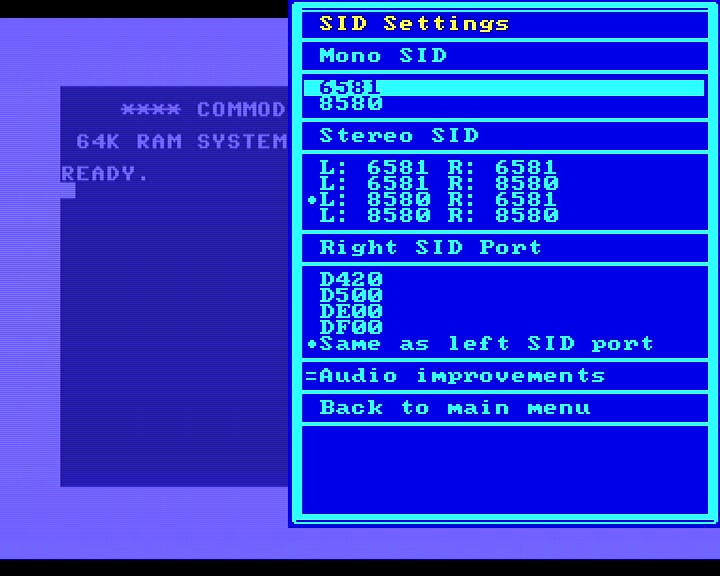 **** COMMOD
64K RAM SYSTEM
READY.
SID Settings
Mono SID
6581
8580
Stereo SID
L: 6581 R: 6581
L: 6581 R: 8580
•L: 8580 R: 6581
L: 8580 R: 8580
Right SID Port
D420
D500
DE00
DF00
•Same as left SID port
=Audio improvements
Back to main menu